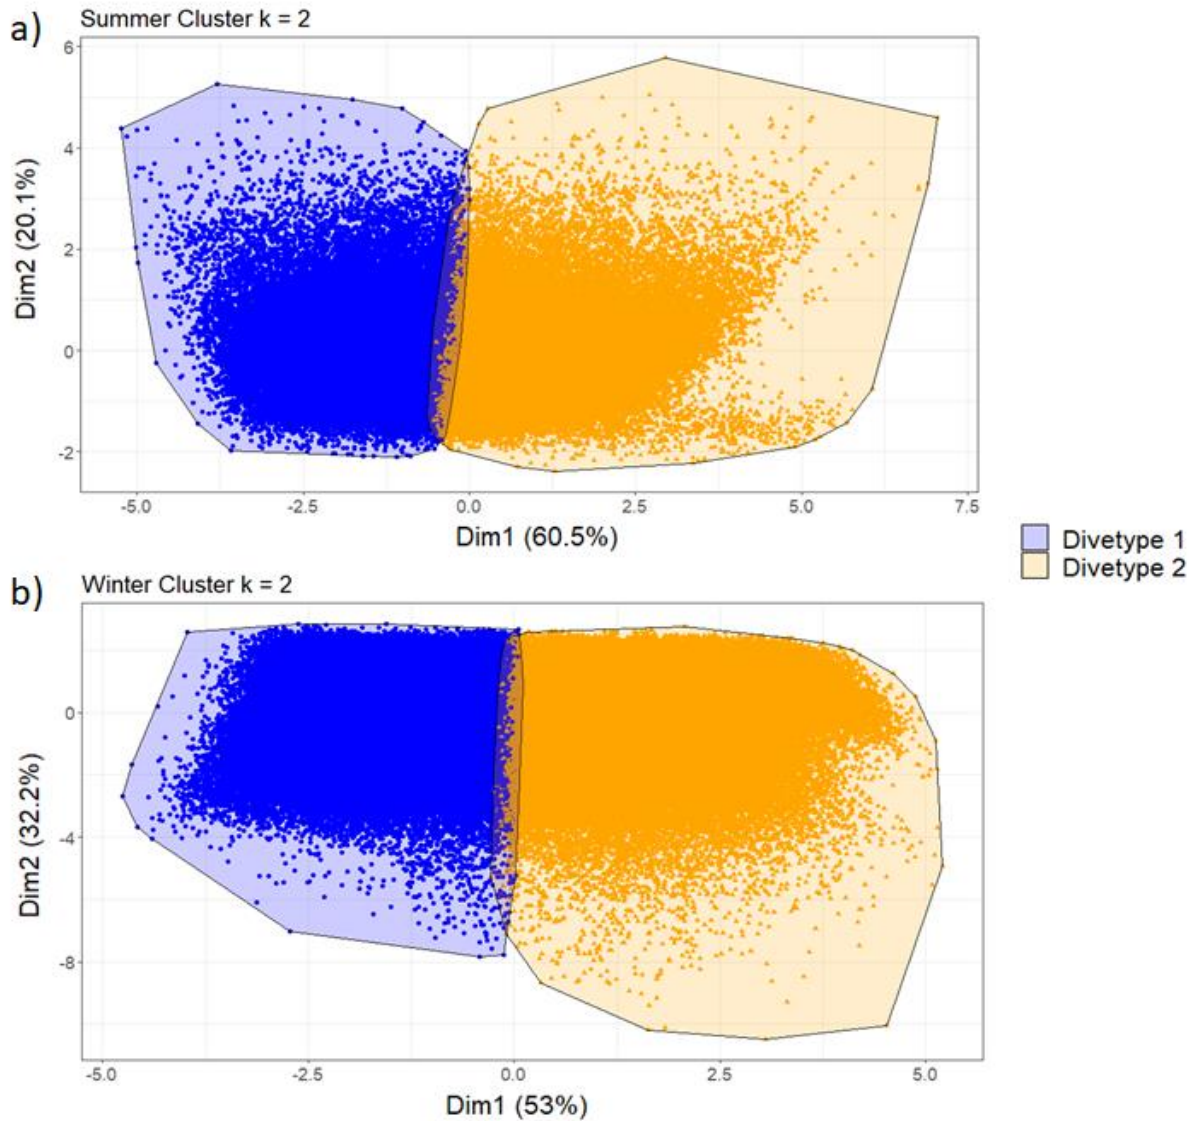 a)
Summer Cluster k = 2
6
4
2
0
-2
Dim2 (20.1%)
-5.0 -2.5 0.0 2.5 5.0 7.5
Dim1 (60.5%)
Divetype 1
Divetype 2
b)
Winter Cluster k = 2
0
-4
-8
Dim2 (32.2%)
-5.0 -2.5 0.0 2.5 5.0
Dim1 (53%)